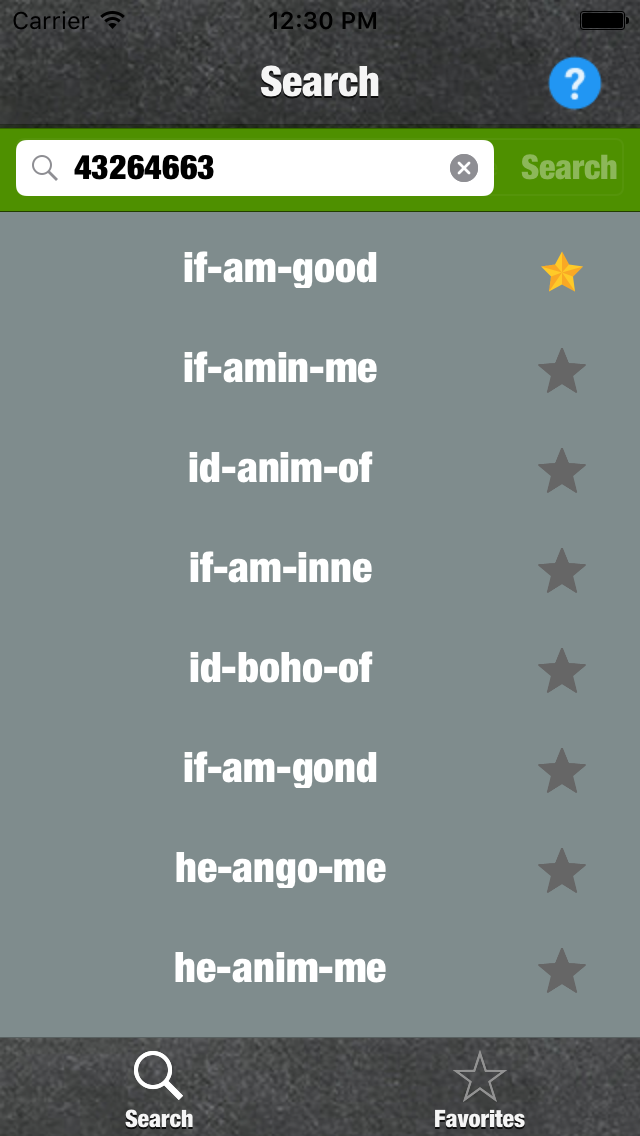 Carrier 12:30 PM
Search ?
43264663 Search
if-am-good
if-amin-me
id-anim-of
if-am-inne
id-boho-of
if-am-gond
he-ango-me
he-anim-me
Search Favorites